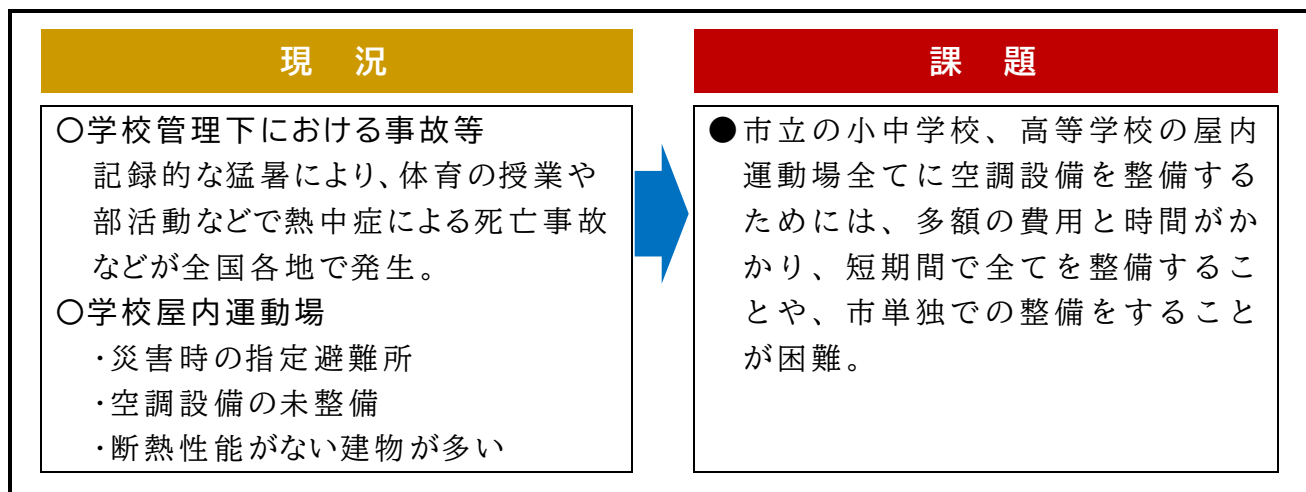 現　況
〇学校管理下における事故等
記録的な猛暑により、体育の授業や
部活動などで熱中症による死亡事故
などが全国各地で発生。
〇学校屋内運動場
・災害時の指定避難所
・空調設備の未整備
・断熱性能がない建物が多い
課　題
●市立の小中学校、高等学校の屋内
運動場全てに空調設備を整備する
ためには、多額の費用と時間がか
かり、短期間で全てを整備するこ
とや、市単独での整備をすること
が困難。